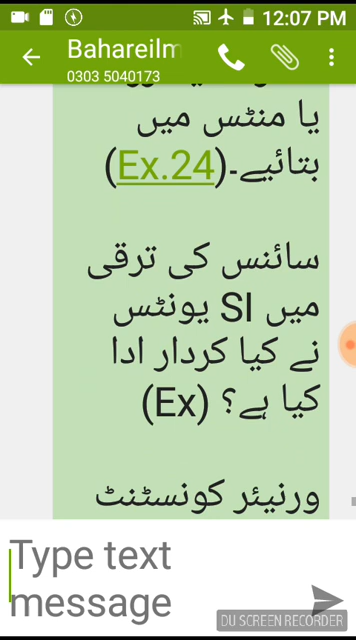 12:07 PM
Bahareilm
0303 5040173
یا منٹس میں
بتائیے۔(Ex.24)
سائنس کی ترقی
میں SI یونٹس
نے کیا کردار ادا
کیا ہے؟ (Ex)
ورنیئر کونسٹنٹ
Type text
message
DU SCREEN RECORDER